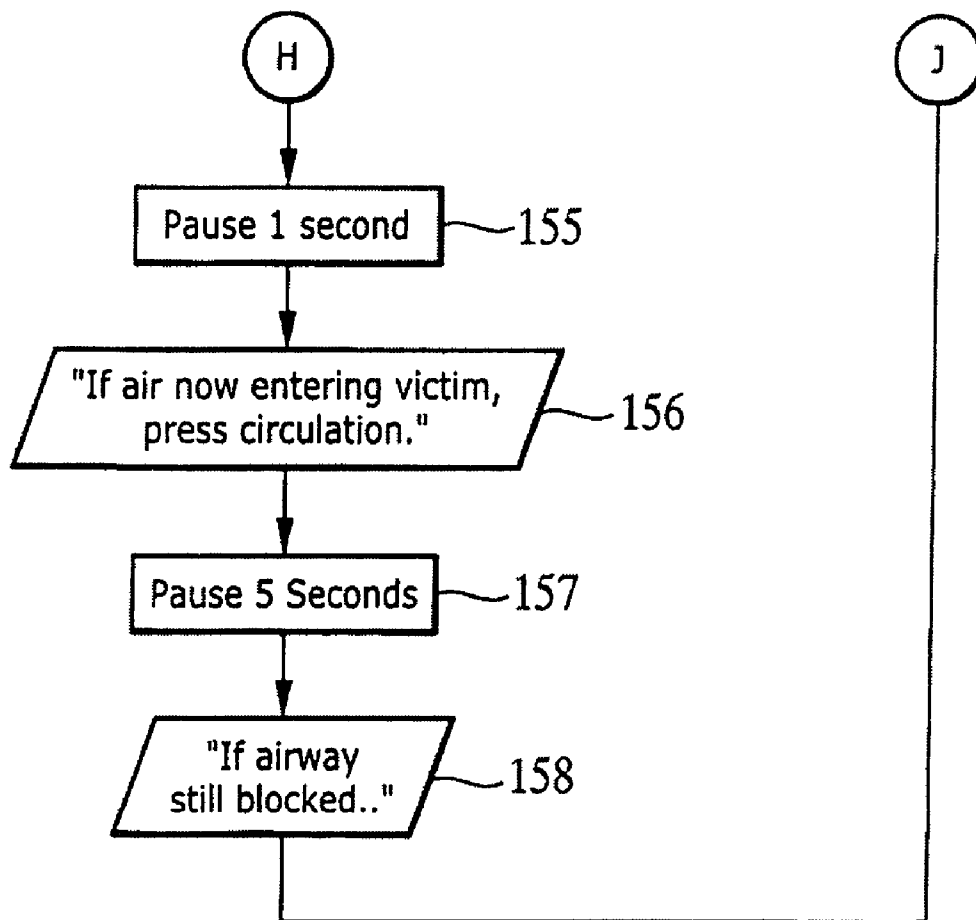 H
J
Pause 1 second
155
"If air now entering victim,
press circulation."
156
Pause 5 Seconds
157
"If airway
still blocked.."
158